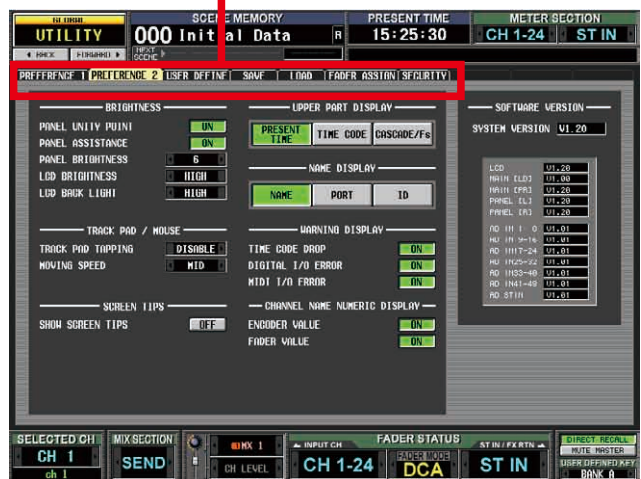 GLOBAL
UTILITY
BACK
FORWARD
SCENE MEMORY
000 Initial Data
R
NEXT SCENE
PRESENT TIME
15:25:30
METER SECTION
CH 1-24
ST IN
PREFERENCE 1
PREFERENCE 2
USER DEFINE
SAVE
LOAD
FADER ASSIGN
SECURITY
BRIGHTNESS
PANEL UNITY POINT
ON
PANEL ASSISTANCE
ON
PANEL BRIGHTNESS
6
LCD BRIGHTNESS
HIGH
LCD BACK LIGHT
HIGH
TRACK PAD / MOUSE
TRACK PAD TAPPING
DISABLE
MOVING SPEED
MID
SCREEN TIPS
SHOW SCREEN TIPS
OFF
UPPER PART DISPLAY
PRESENT TIME
TIME CODE
CASCADE/Fs
NAME DISPLAY
NAME
PORT
ID
WARNING DISPLAY
TIME CODE DROP
ON
DIGITAL I/O ERROR
ON
MIDI I/O ERROR
ON
CHANNEL NAME NUMERIC DISPLAY
ENCODER VALUE
ON
FADER VALUE
ON
SOFTWARE VERSION
SYSTEM VERSION
V1.20
LCD
V1.20
MAIN [LD]
V1.00
MAIN [PR]
V1.20
PANEL [L]
V1.20
PANEL [R]
V1.20
AD IN 1- 8
V1.01
AD IN 9-16
V1.01
AD IN17-24
V1.01
AD IN25-32
V1.01
AD IN33-40
V1.01
AD IN41-48
V1.01
AD STIN
V1.01
SELECTED CH
CH 1
ch 1
MIX SECTION
SEND
MX 1
CH LEVEL
INPUT CH
FADER STATUS
ST IN / FX RTN
CH 1-24
FADER MODE
DCA
ST IN
DIRECT RECALL
MUTE MASTER
USER DEFINED KEY
BANK A